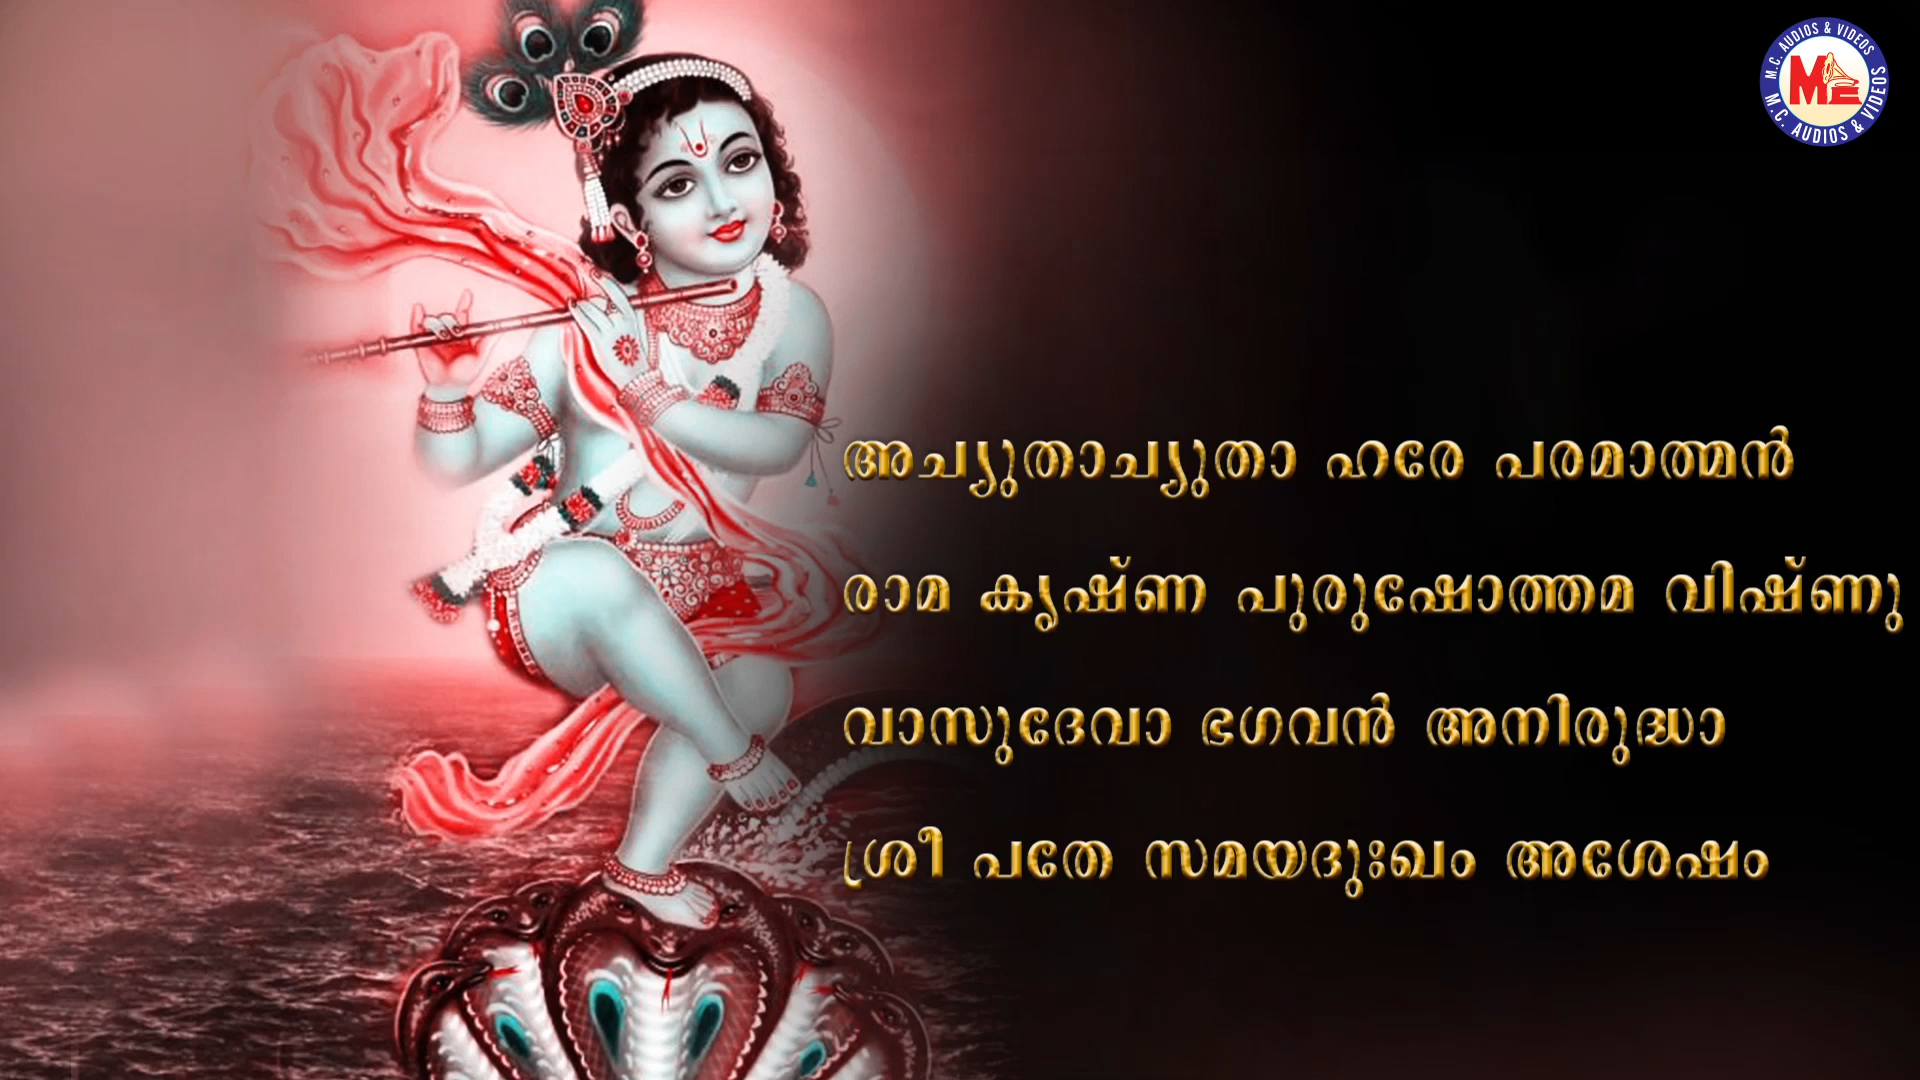 M.C. AUDIOS & VIDEOS
M.C. AUDIOS & VIDEOS
അച്യുതാച്യുതാ ഹരേ പരമാത്മൻ
രാമ കൃഷ്ണ പുരുഷോത്തമ വിഷ്ണു
വാസുദേവാ ഭഗവൻ അനിരുദ്ധാ
ശ്രീ പതേ സമയദുഃഖം അശേഷം